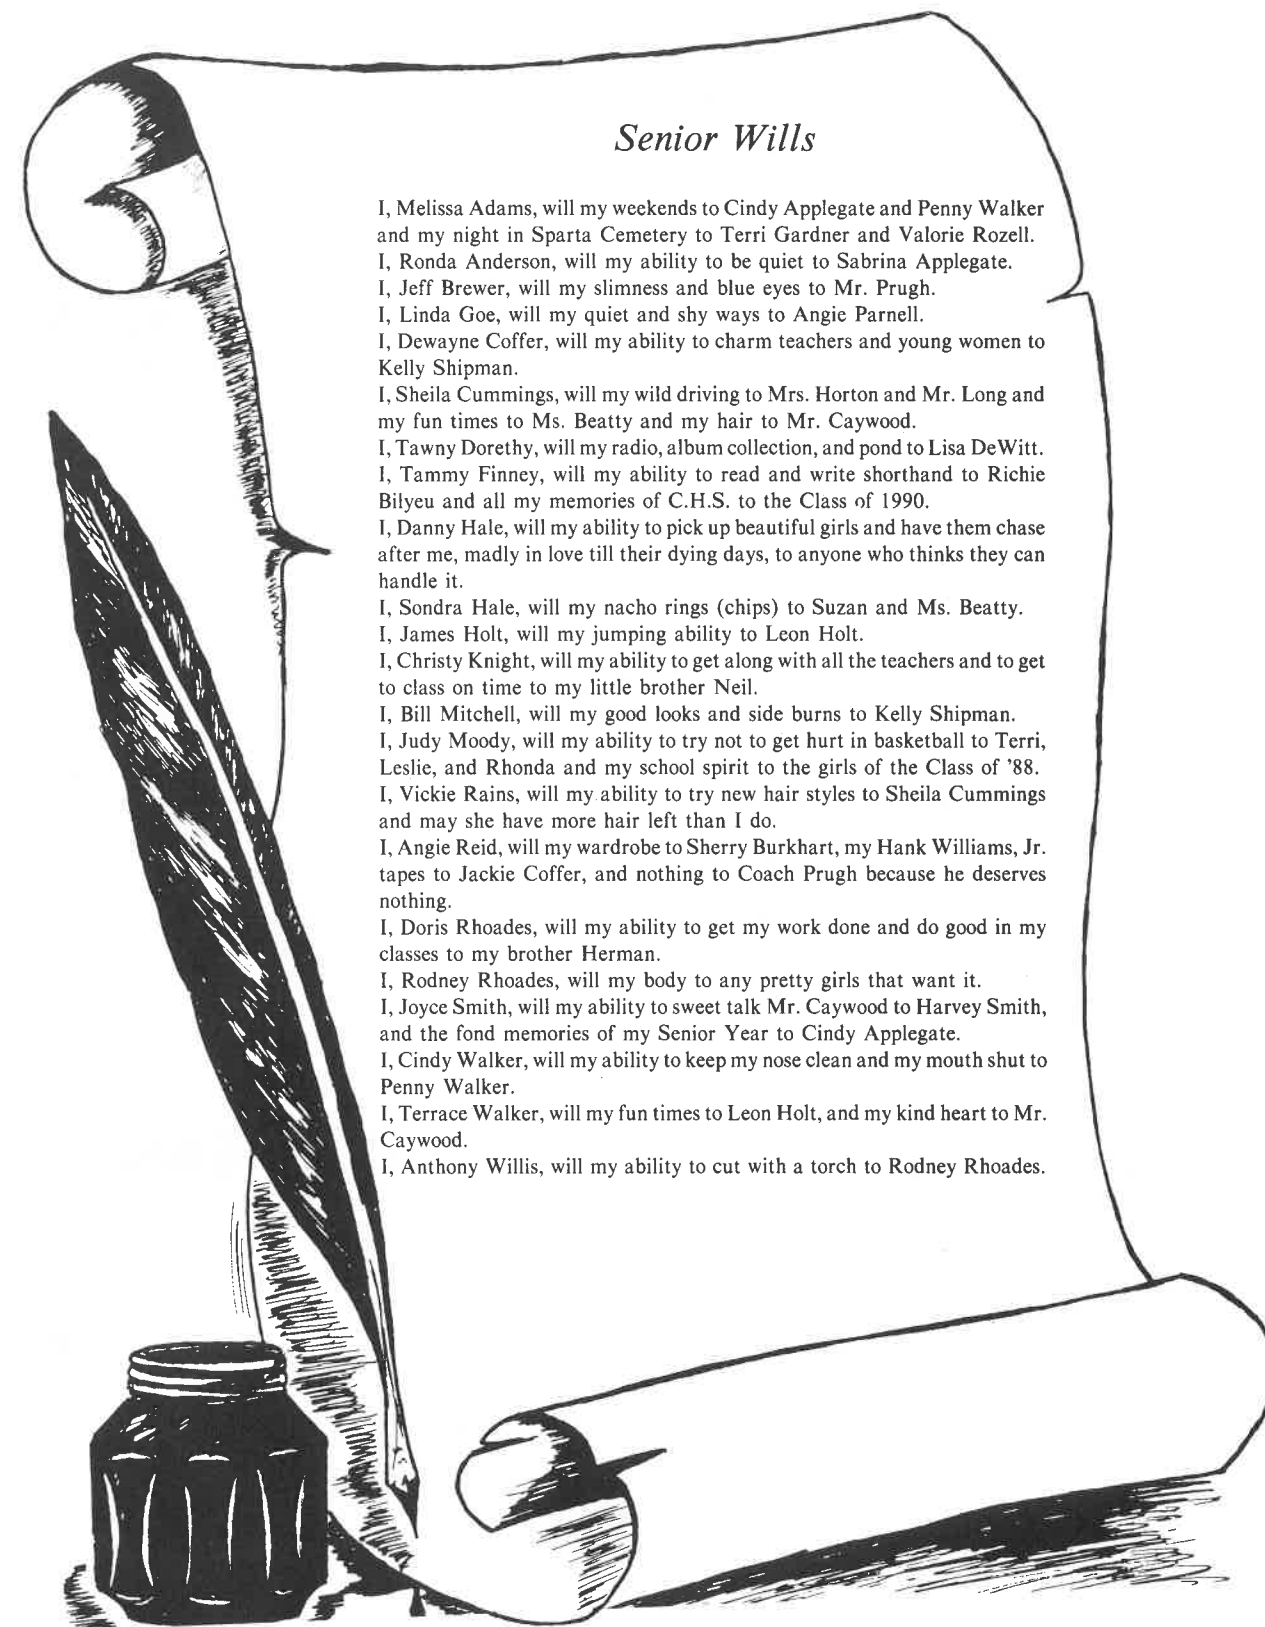 Senior Wills
I, Melissa Adams, will my weekends to Cindy Applegate and Penny Walker
and my night in Sparta Cemetery to Terri Gardner and Valorie Rozell.
I, Ronda Anderson, will my ability to be quiet to Sabrina Applegate.
I, Jeff Brewer, will my slimness and blue eyes to Mr. Prugh.
I, Linda Goe, will my quiet and shy ways to Angie Parnell.
I, Dewayne Coffer, will my ability to charm teachers and young women to
Kelly Shipman.
I, Sheila Cummings, will my wild driving to Mrs. Horton and Mr. Long and
my fun times to Ms. Beatty and my hair to Mr. Caywood.
I, Tawny Dorethy, will my radio, album collection, and pond to Lisa DeWitt.
I, Tammy Finney, will my ability to read and write shorthand to Richie
Bilyeu and all my memories of C.H.S. to the Class of 1990.
I, Danny Hale, will my ability to pick up beautiful girls and have them chase
after me, madly in love till their dying days, to anyone who thinks they can
handle it.
I, Sondra Hale, will my nacho rings (chips) to Suzan and Ms. Beatty.
I, James Holt, will my jumping ability to Leon Holt.
I, Christy Knight, will my ability to get along with all the teachers and to get
to class on time to my little brother Neil.
I, Bill Mitchell, will my good looks and side burns to Kelly Shipman.
I, Judy Moody, will my ability to try not to get hurt in basketball to Terri,
Leslie, and Rhonda and my school spirit to the girls of the Class of '88.
I, Vickie Rains, will my ability to try new hair styles to Sheila Cummings
and may she have more hair left than I do.
I, Angie Reid, will my wardrobe to Sherry Burkhart, my Hank Williams, Jr.
tapes to Jackie Coffer, and nothing to Coach Prugh because he deserves
nothing.
I, Doris Rhoades, will my ability to get my work done and do good in my
classes to my brother Herman.
I, Rodney Rhoades, will my body to any pretty girls that want it.
I, Joyce Smith, will my ability to sweet talk Mr. Caywood to Harvey Smith,
and the fond memories of my Senior Year to Cindy Applegate.
I, Cindy Walker, will my ability to keep my nose clean and my mouth shut to
Penny Walker.
I, Terrace Walker, will my fun times to Leon Holt, and my kind heart to Mr.
Caywood.
I, Anthony Willis, will my ability to cut with a torch to Rodney Rhoades.